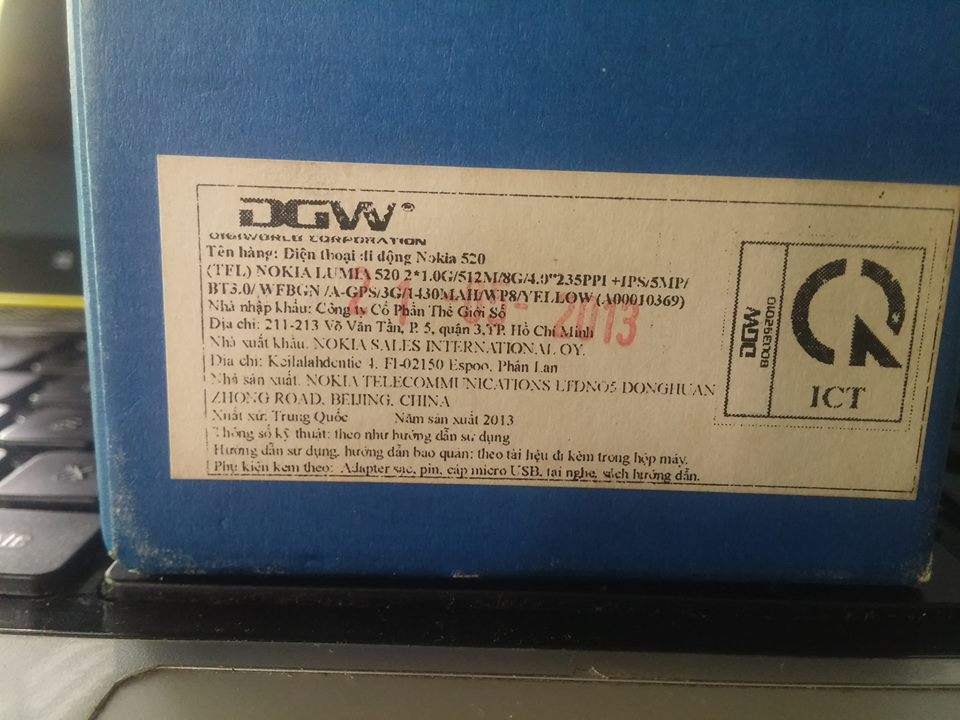 DGW®
DIGIWORLD CORPORATION
Tên hàng: Điện thoại di động Nokia 520
(TEL) NOKIA LUMIA 520 2*1.0G/512M/8G/4.0"235PPI +IPS/5MP/
BT3.0/ WFBGN /A-GPS/3G/1430MAH/WP8/YELLOW (A00010369)
Nhà nhập khẩu: Công ty Cổ Phần Thế Giới Số
Địa chỉ: 211-213 Võ Văn Tần, P. 5, quận 3.TP. Hồ Chí Minh
Nhà xuất khẩu. NOKIA SALES INTERNATIONAL OY.
Địa chỉ: Keilalahdentie 4. FI-02150 Espoo, Phần Lan
Nhà sản xuất. NOKIA TELECOMMUNICATIONS LTDNO5 DONGHUAN
ZHONG ROAD, BEIJING, CHINA
Xuất xứ: Trung Quốc Năm sản xuất 2013
Thông số kỹ thuật: theo như hướng dẫn sử dụng
Hướng dẫn sử dụng, hướng dẫn bảo quản: theo tài liệu đi kèm trong hộp máy.
Phụ kiện kèm theo: Adapter sạc, pin, cáp micro USB, tai nghe, sách hướng dẫn.
21 2013
DGW
ICT